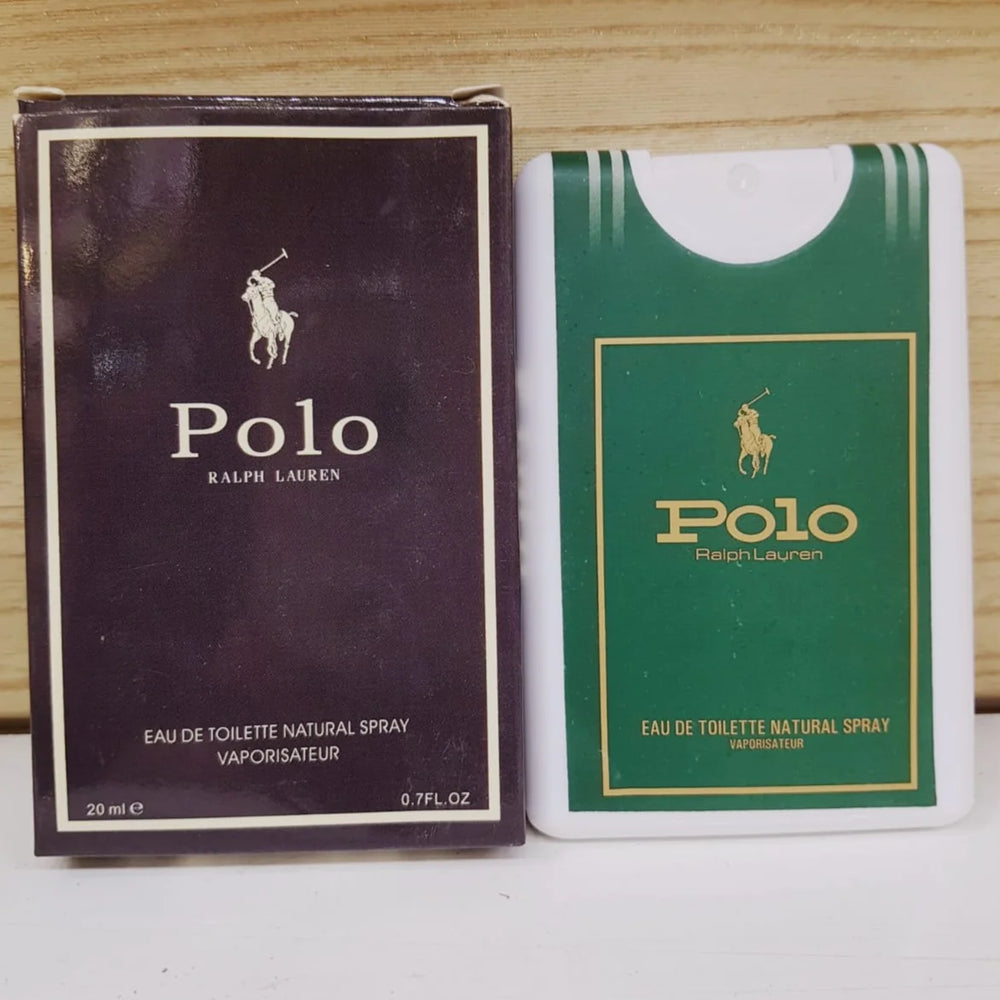 Polo
RALPH LAUREN
EAU DE TOILETTE NATURAL SPRAY
VAPORISATEUR
20 ml ℮
0.7FL.OZ
Polo
Ralph Lauren
EAU DE TOILETTE NATURAL SPRAY
VAPORISATEUR